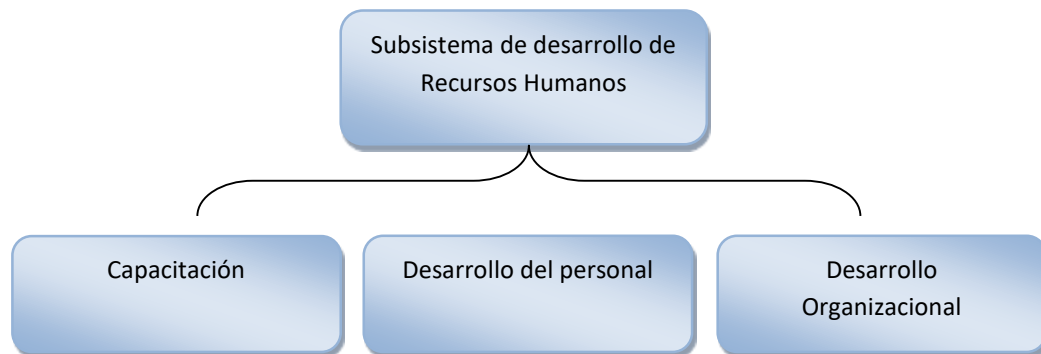 Subsistema de desarrollo de
Recursos Humanos
Capacitación
Desarrollo del personal
Desarrollo
Organizacional